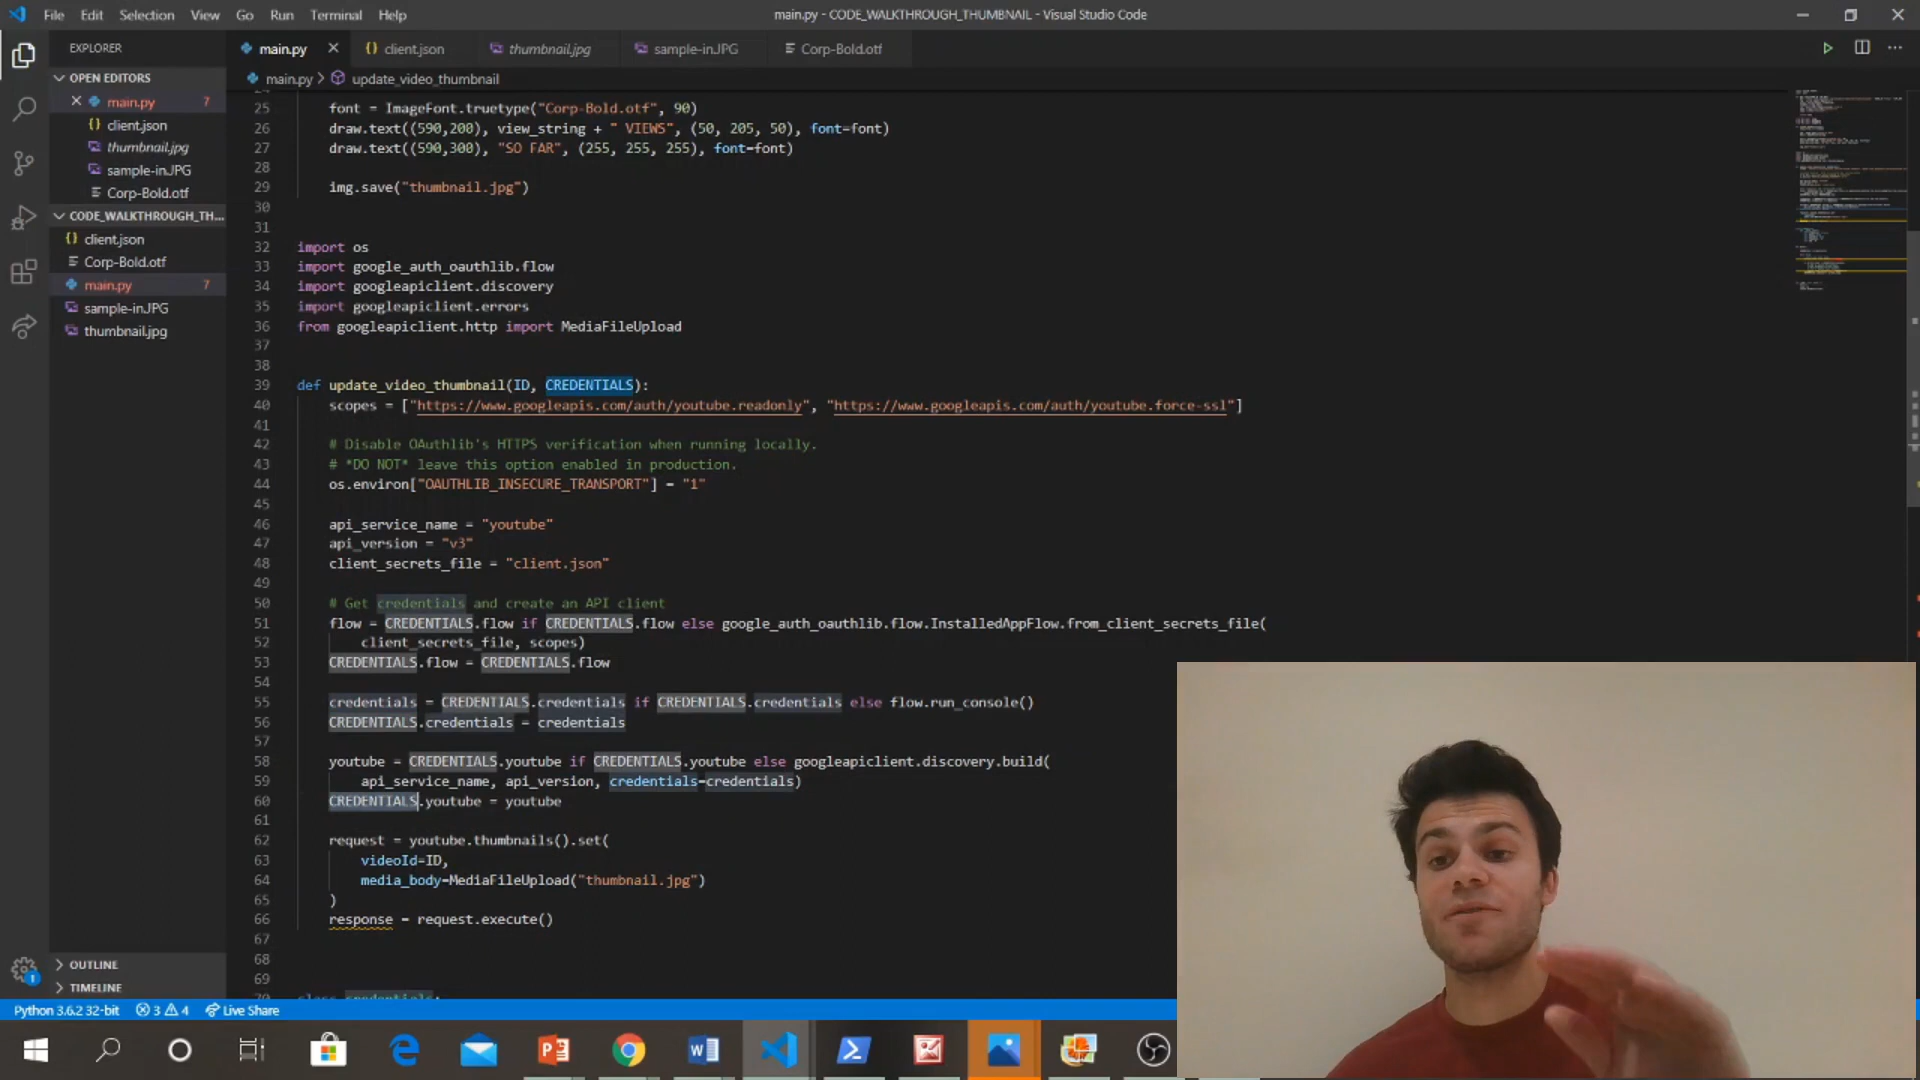 File Edit Selection View Go Run Terminal Help
main.py - CODE_WALKTHROUGH_THUMBNAIL - Visual Studio Code
EXPLORER
main.py
client.json
thumbnail.jpg
sample-in.JPG
Corp-Bold.otf
OPEN EDITORS
main.py 7
client.json
thumbnail.jpg
sample-in.JPG
Corp-Bold.otf
CODE_WALKTHROUGH_TH...
client.json
Corp-Bold.otf
main.py 7
sample-in.JPG
thumbnail.jpg
OUTLINE
TIMELINE
main.py > update_video_thumbnail
25 font = ImageFont.truetype("Corp-Bold.otf", 90)
26 draw.text((590,200), view_string + " VIEWS", (50, 205, 50), font=font)
27 draw.text((590,300), "SO FAR", (255, 255, 255), font=font)
28
29 img.save("thumbnail.jpg")
30
31
32 import os
33 import google_auth_oauthlib.flow
34 import googleapiclient.discovery
35 import googleapiclient.errors
36 from googleapiclient.http import MediaFileUpload
37
38
39 def update_video_thumbnail(ID, CREDENTIALS):
40 scopes = ["https://www.googleapis.com/auth/youtube.readonly", "https://www.googleapis.com/auth/youtube.force-ssl"]
41
42 # Disable OAuthlib's HTTPS verification when running locally.
43 # *DO NOT* leave this option enabled in production.
44 os.environ["OAUTHLIB_INSECURE_TRANSPORT"] = "1"
45
46 api_service_name = "youtube"
47 api_version = "v3"
48 client_secrets_file = "client.json"
49
50 # Get credentials and create an API client
51 flow = CREDENTIALS.flow if CREDENTIALS.flow else google_auth_oauthlib.flow.InstalledAppFlow.from_client_secrets_file(
52 client_secrets_file, scopes)
53 CREDENTIALS.flow = CREDENTIALS.flow
54
55 credentials = CREDENTIALS.credentials if CREDENTIALS.credentials else flow.run_console()
56 CREDENTIALS.credentials = credentials
57
58 youtube = CREDENTIALS.youtube if CREDENTIALS.youtube else googleapiclient.discovery.build(
59 api_service_name, api_version, credentials=credentials)
60 CREDENTIALS.youtube = youtube
61
62 request = youtube.thumbnails().set(
63 videoId=ID,
64 media_body=MediaFileUpload("thumbnail.jpg")
65 )
66 response = request.execute()
67
68
69
70 class credentials:
Python 3.6.2 32-bit 3 4 Live Share